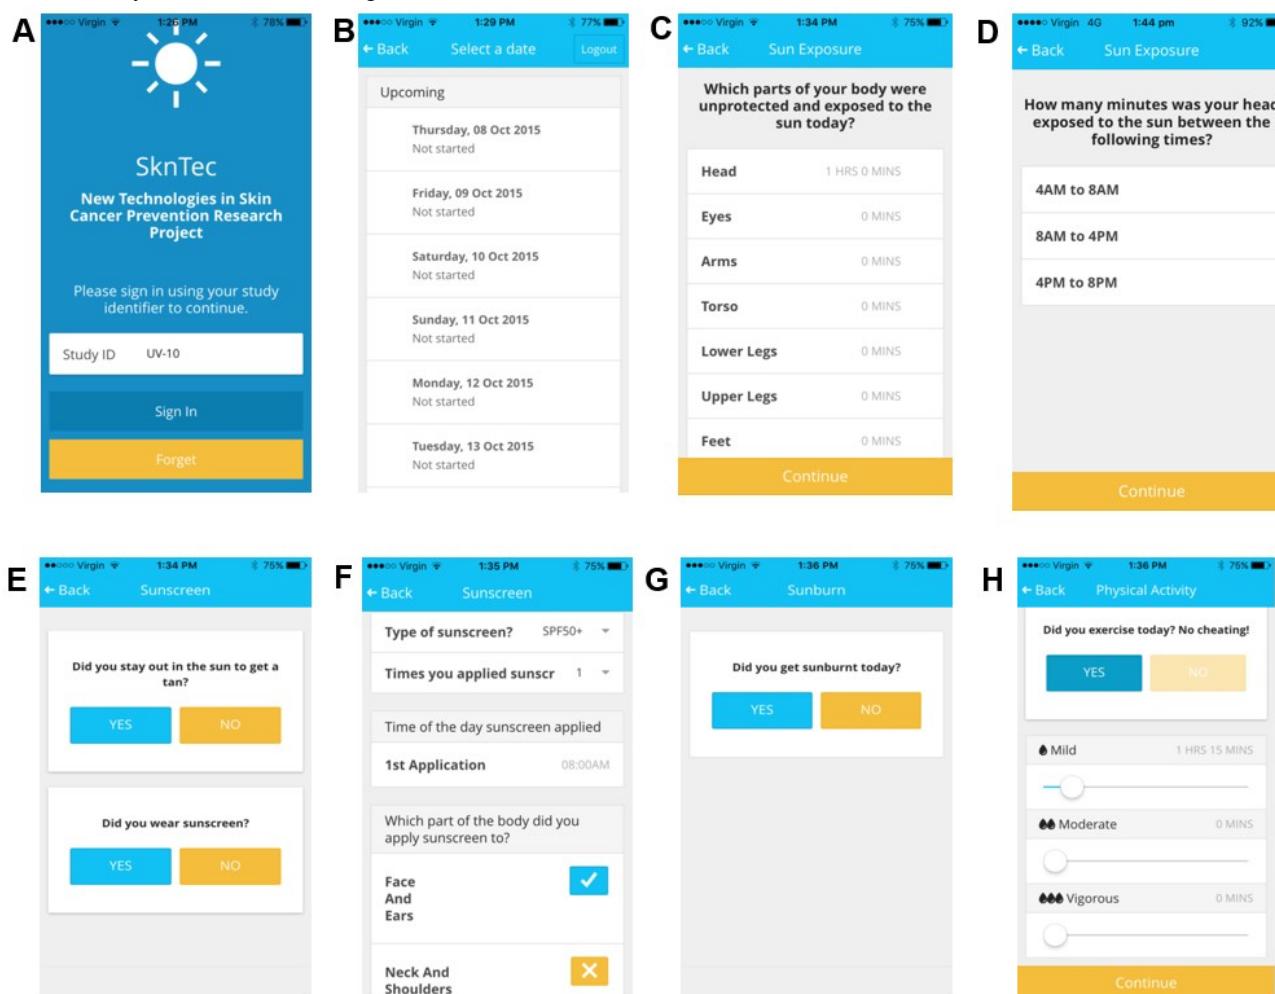 A
Virgin 1:26 PM 78%
SknTec
New Technologies in Skin
Cancer Prevention Research
Project
Please sign in using your study
identifier to continue.
Study ID UV-10
Sign In
Forget
B
Virgin 1:29 PM 77%
Back Select a date Logout
Upcoming
Thursday, 08 Oct 2015
Not started
Friday, 09 Oct 2015
Not started
Saturday, 10 Oct 2015
Not started
Sunday, 11 Oct 2015
Not started
Monday, 12 Oct 2015
Not started
Tuesday, 13 Oct 2015
Not started
C
Virgin 1:34 PM 75%
Back Sun Exposure
Which parts of your body were
unprotected and exposed to the
sun today?
Head 1 HRS 0 MINS
Eyes 0 MINS
Arms 0 MINS
Torso 0 MINS
Lower Legs 0 MINS
Upper Legs 0 MINS
Feet 0 MINS
Continue
D
Virgin 4G 1:44 pm 92%
Back Sun Exposure
How many minutes was your head
exposed to the sun between the
following times?
4AM to 8AM
8AM to 4PM
4PM to 8PM
Continue
E
Virgin 1:34 PM 75%
Back Sunscreen
Did you stay out in the sun to get a
tan?
YES NO
Did you wear sunscreen?
YES NO
F
Virgin 1:35 PM 75%
Back Sunscreen
Type of sunscreen? SPF50+
Times you applied sunscr 1
Time of the day sunscreen applied
1st Application 08:00AM
Which part of the body did you
apply sunscreen to?
Face
And
Ears
Neck And
Shoulders
G
Virgin 1:36 PM 75%
Back Sunburn
Did you get sunburnt today?
YES NO
H
Virgin 1:36 PM 75%
Back Physical Activity
Did you exercise today? No cheating!
YES NO
Mild 1 HRS 15 MINS
Moderate 0 MINS
Vigorous 0 MINS
Continue